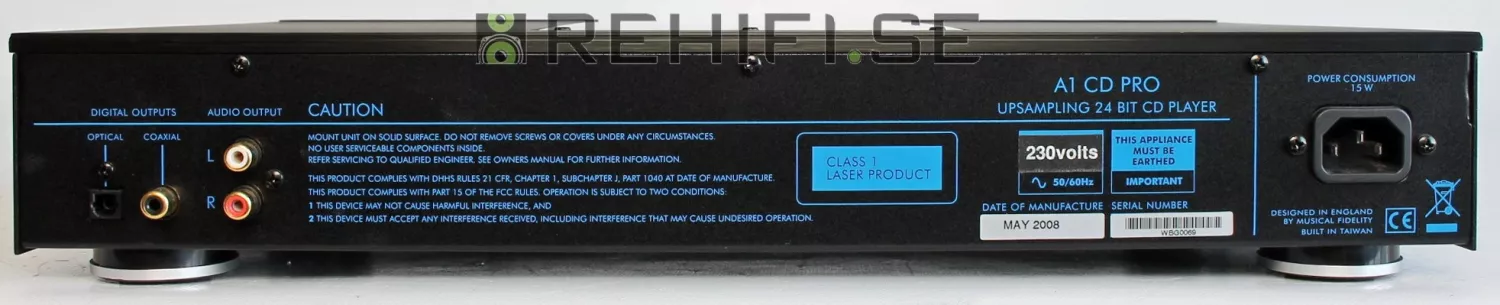 REHIFI.SE
DIGITAL OUTPUTS
OPTICAL COAXIAL
AUDIO OUTPUT
L
R
CAUTION
MOUNT UNIT ON SOLID SURFACE. DO NOT REMOVE SCREWS OR COVERS UNDER ANY CIRCUMSTANCES.
NO USER SERVICEABLE COMPONENTS INSIDE.
REFER SERVICING TO QUALIFIED ENGINEER. SEE OWNERS MANUAL FOR FURTHER INFORMATION.
THIS PRODUCT COMPLIES WITH DHHS RULES 21 CFR, CHAPTER 1, SUBCHAPTER J, PART 1040 AT DATE OF MANUFACTURE.
THIS PRODUCT COMPLIES WITH PART 15 OF THE FCC RULES. OPERATION IS SUBJECT TO TWO CONDITIONS:
1 THIS DEVICE MAY NOT CAUSE HARMFUL INTERFERENCE, AND
2 THIS DEVICE MUST ACCEPT ANY INTERFERENCE RECEIVED, INCLUDING INTERFERENCE THAT MAY CAUSE UNDESIRED OPERATION.
CLASS 1
LASER PRODUCT
A1 CD PRO
UPSAMPLING 24 BIT CD PLAYER
230volts
50/60Hz
THIS APPLIANCE
MUST BE
EARTHED
IMPORTANT
DATE OF MANUFACTURE
MAY 2008
SERIAL NUMBER
WSG0069
POWER CONSUMPTION
15 W
DESIGNED IN ENGLAND
BY MUSICAL FIDELITY
BUILT IN TAIWAN
CE